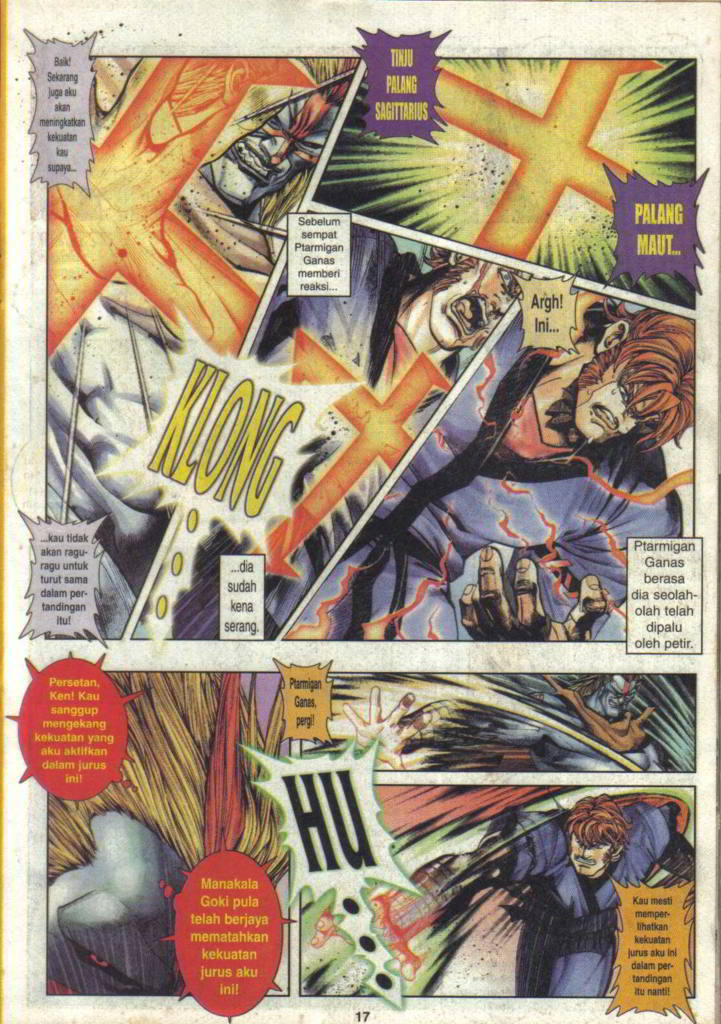 Baik!
Sekarang
juga aku
akan
meningkatkan
kekuatan
kau
supaya...
TINJU
PALANG
SAGITTARIUS
PALANG
MAUT...
Sebelum
sempat
Ptarmigan
Ganas
memberi
reaksi...
Argh!
Ini...
KLONG
...kau tidak
akan ragu-
ragu untuk
turut sama
dalam per-
tandingan
itu!
...dia
sudah
kena
serang.
Ptarmigan
Ganas
berasa
dia seolah-
olah telah
dipalu
oleh petir.
Persetan,
Ken! Kau
sanggup
mengekang
kekuatan yang
aku aktifkan
dalam jurus
ini!
Ptarmigan
Ganas,
pergi!
HU
Manakala
Goki pula
telah berjaya
mematahkan
kekuatan
jurus aku
ini!
Kau mesti
memper-
lihatkan
kekuatan
jurus aku ini
dalam per-
tandingan
itu nanti!
17